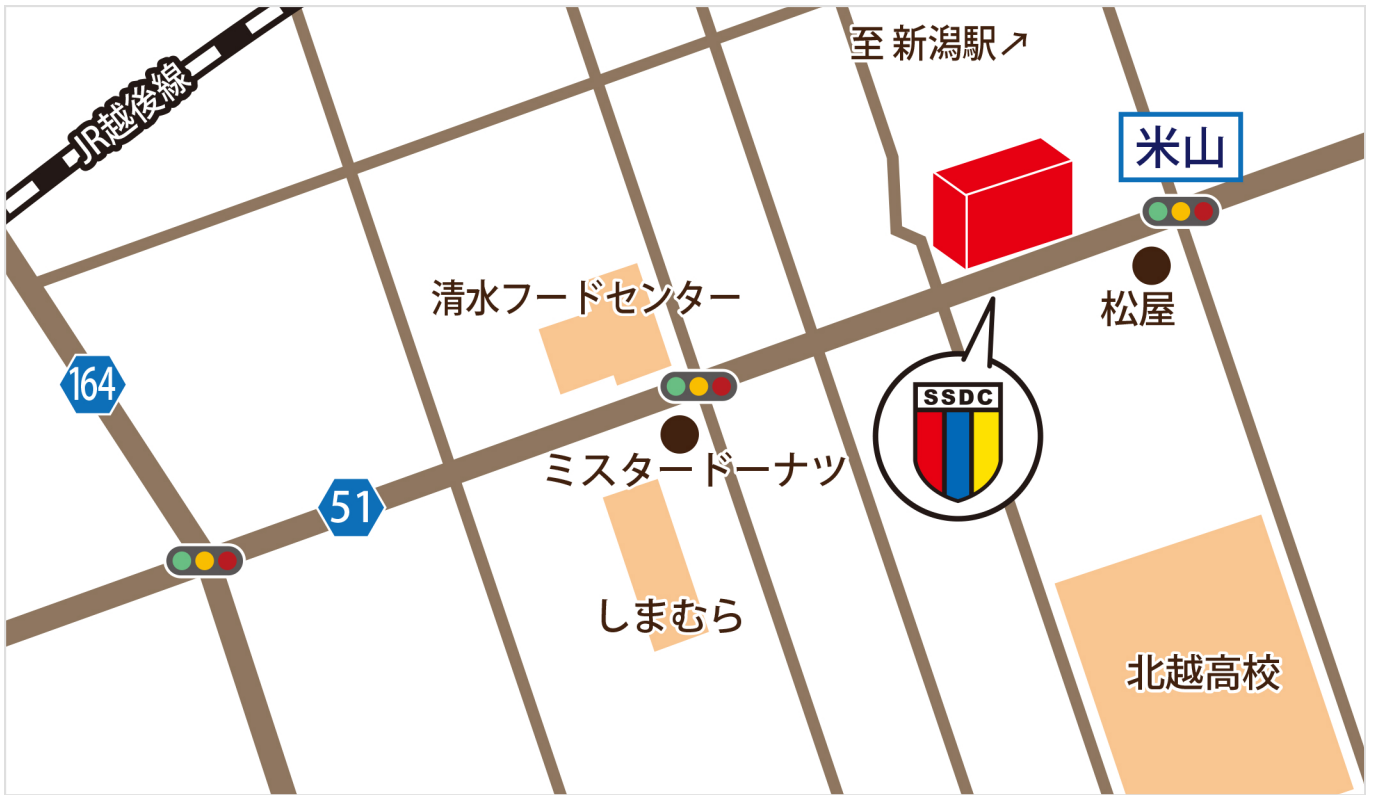 至 新潟駅↗
JR越後線
米山
清水フードセンター
松屋
164
SSDC
ミスタードーナツ
51
しまむら
北越高校